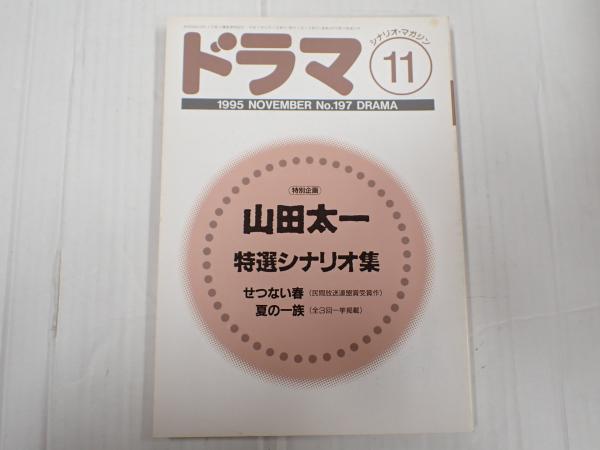 ドラマ
シナリオ・マガジン
11
1995 NOVEMBER No.197 DRAMA
特別企画
山田太一
特選シナリオ集
せつない春（民間放送連盟賞受賞作）
夏の一族（全3回一挙掲載）